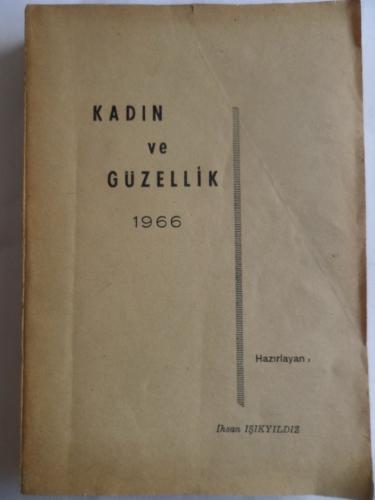 KADIN
ve
GÜZELLİK
1966
Hazırlayan,
İhsan IŞIKYILDIZ